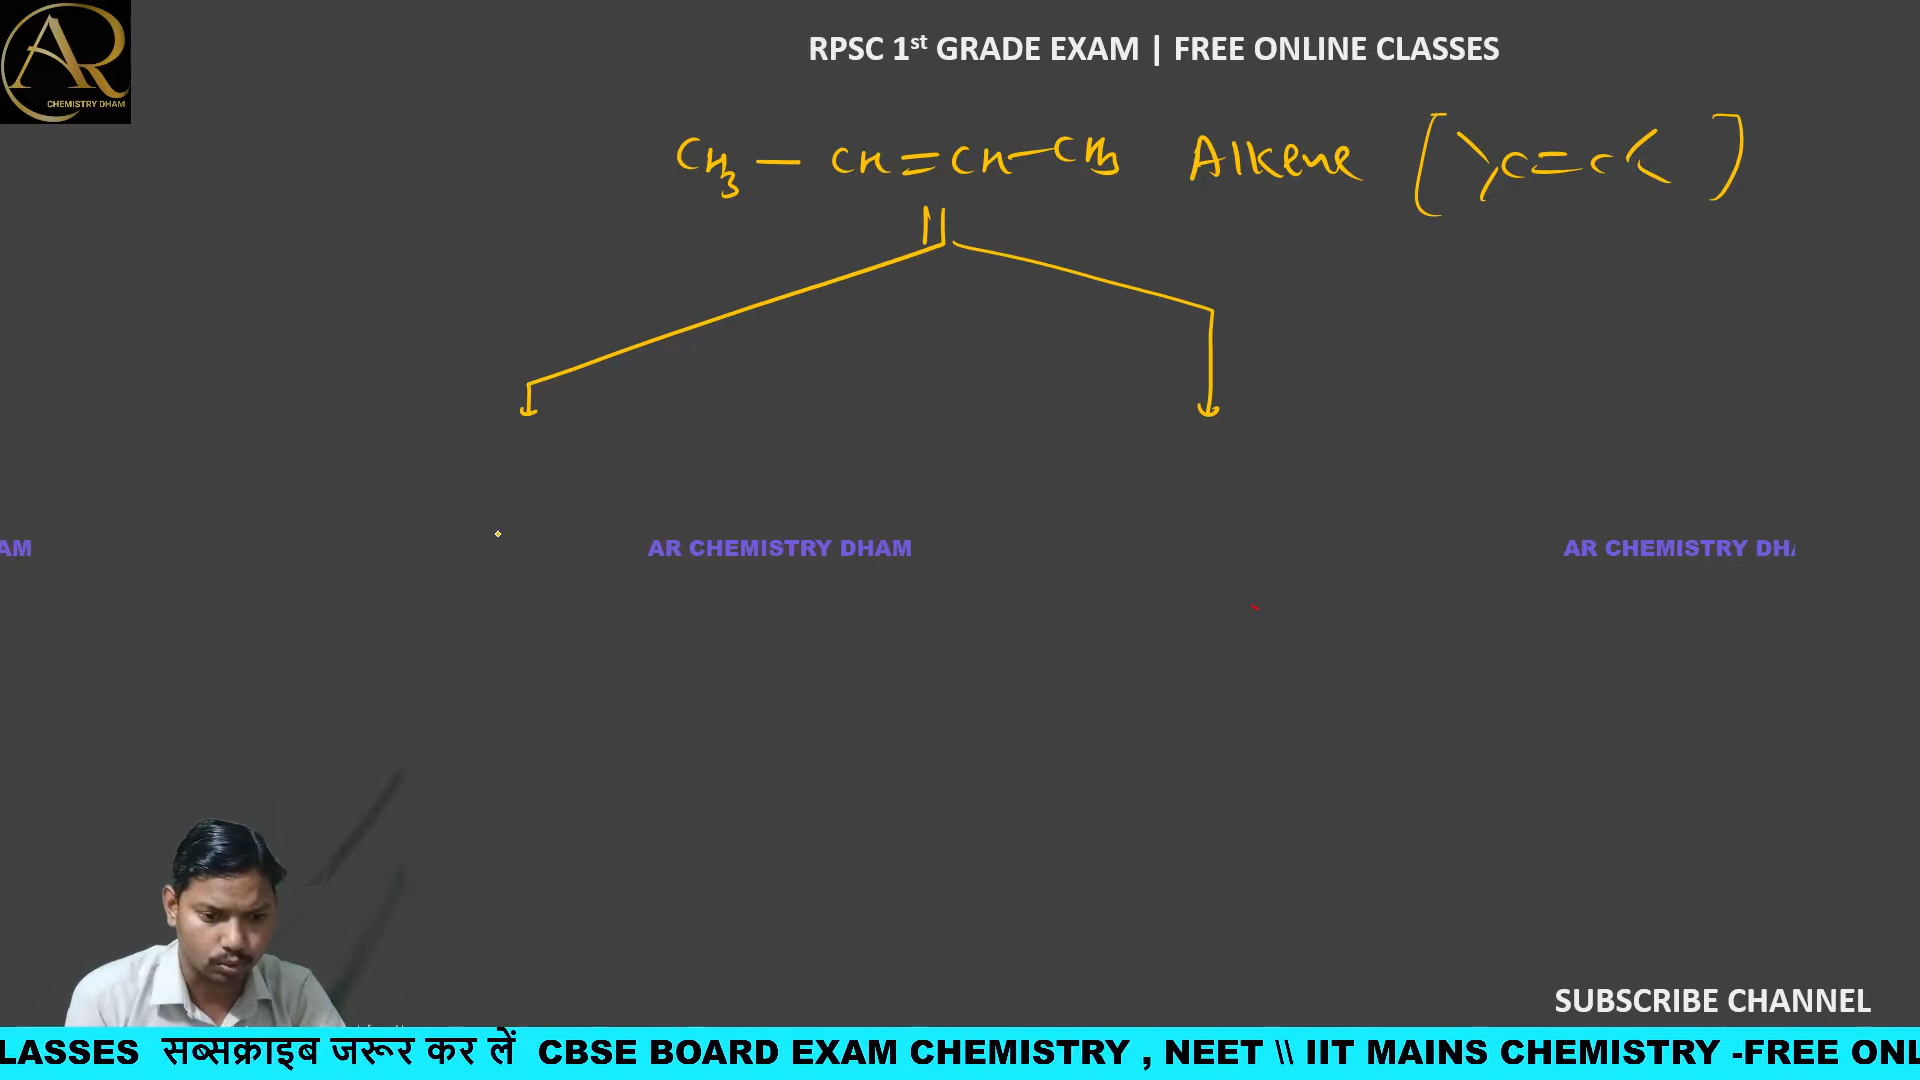 AR
CHEMISTRY DHAM
RPSC 1st GRADE EXAM | FREE ONLINE CLASSES
CH3 — CH = CH — CH3 Alkene [ >C=C< ]
AM AR CHEMISTRY DHAM AR CHEMISTRY DHA
SUBSCRIBE CHANNEL
LASSES सब्सक्राइब जरूर कर लें CBSE BOARD EXAM CHEMISTRY , NEET \\ IIT MAINS CHEMISTRY -FREE ONL